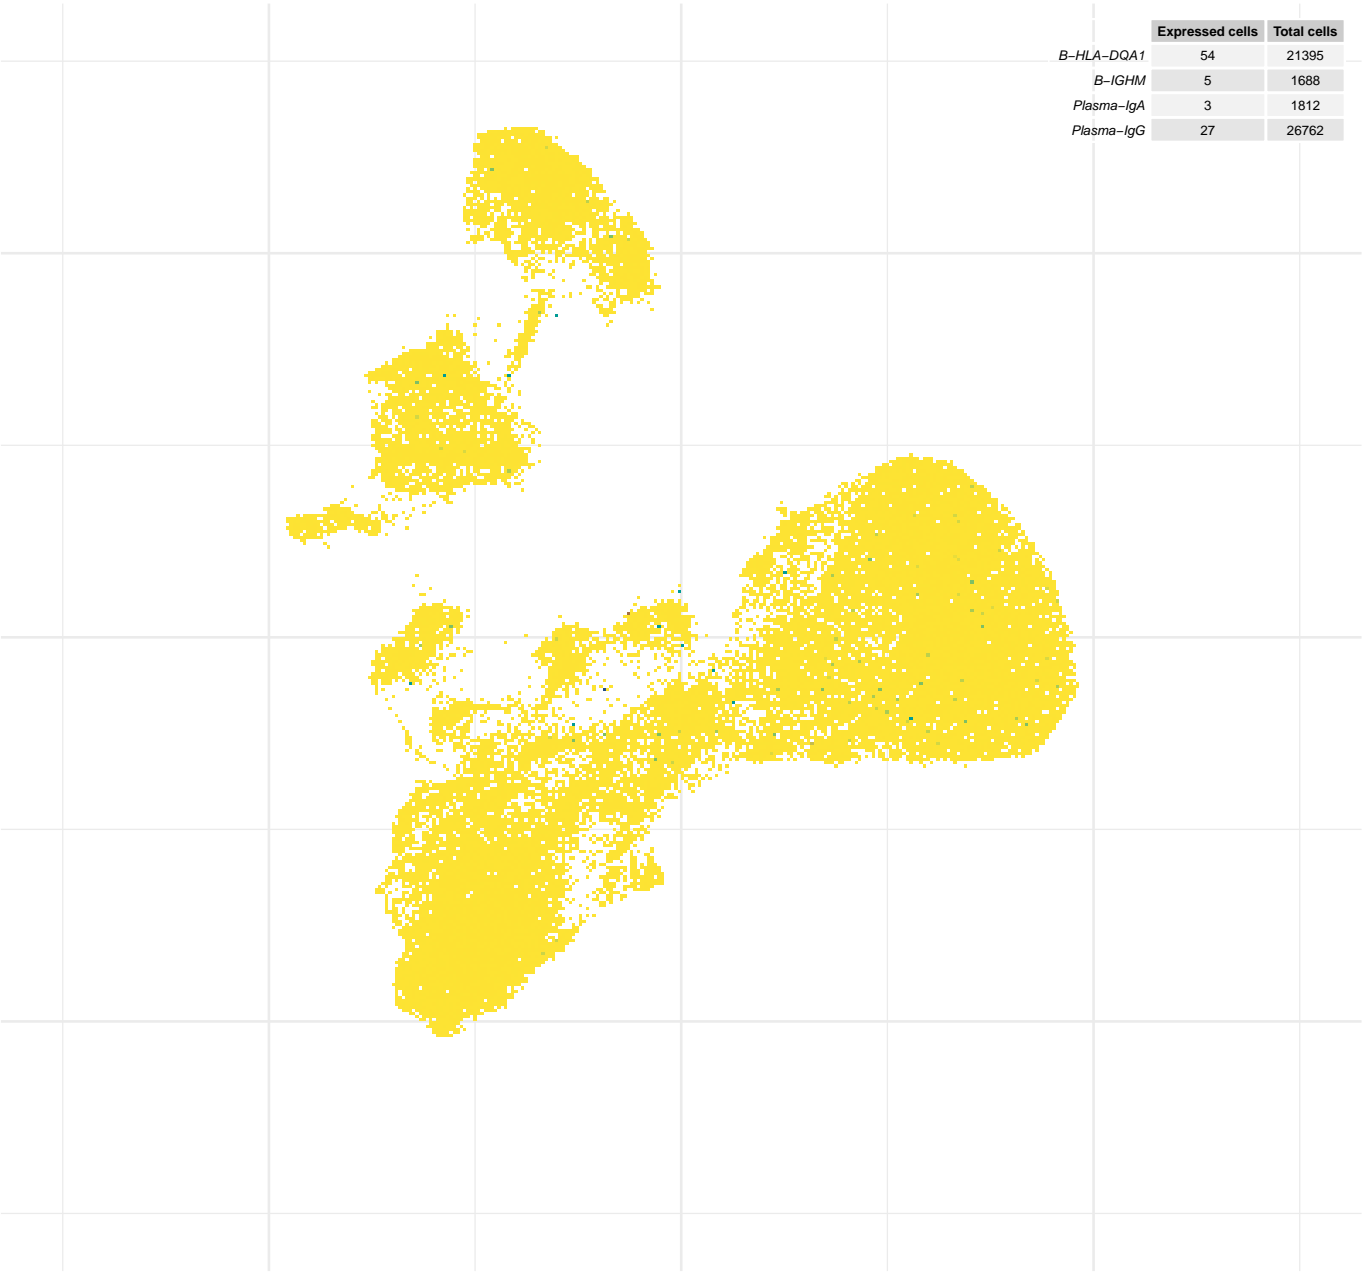 Expressed cells Total cells
B−HLA−DQA1 54 21395
B−IGHM 5 1688
Plasma−IgA 3 1812
Plasma−IgG 27 26762